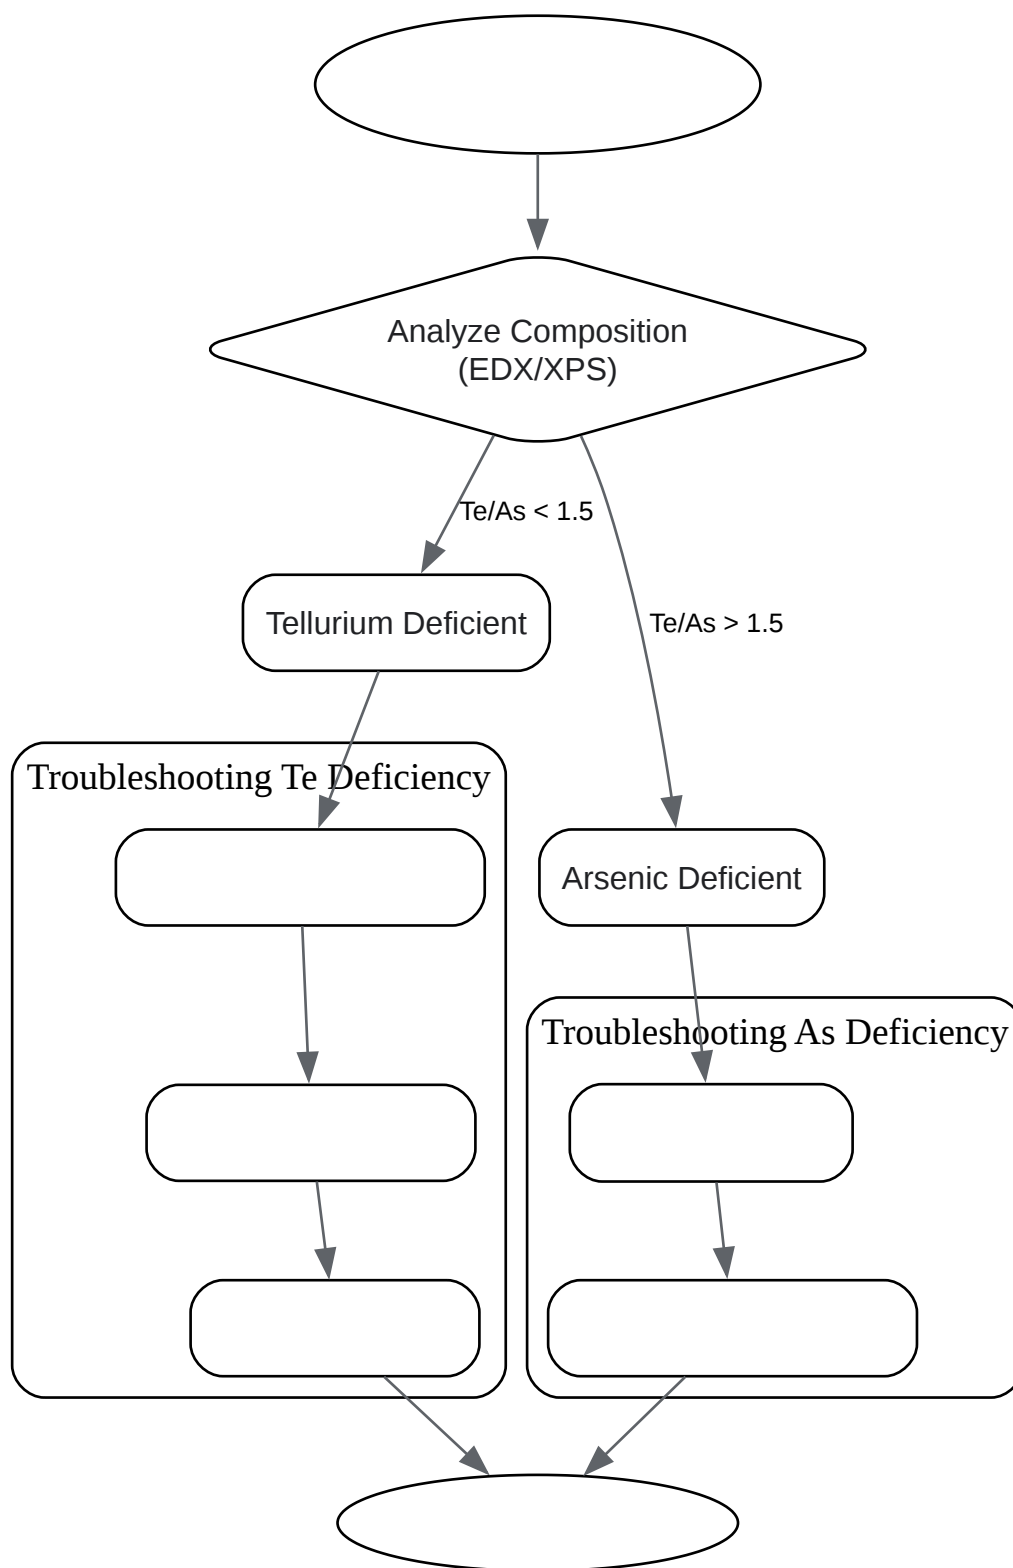 Analyze Composition
(EDX/XPS)
Te/As < 1.5
Tellurium Deficient
Te/As > 1.5
Troubleshooting Te Deficiency
Arsenic Deficient
Troubleshooting As Deficiency